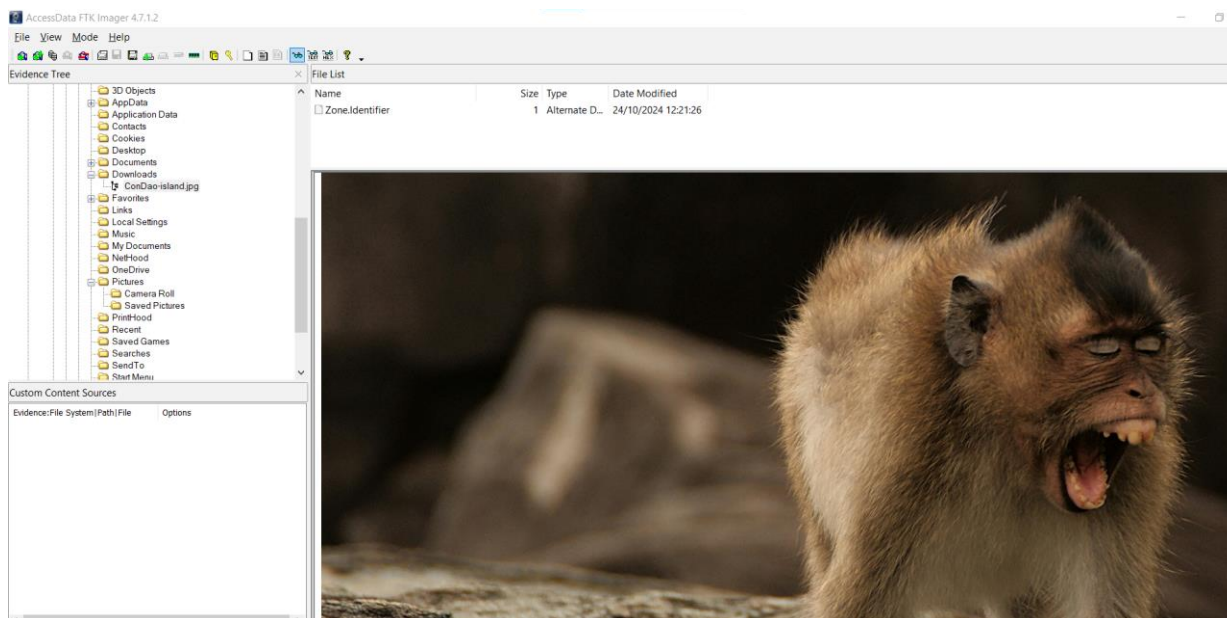 AccessData FTK Imager 4.7.1.2
File View Mode Help
Evidence Tree
3D Objects
AppData
Application Data
Contacts
Cookies
Desktop
Documents
Downloads
ConDao-island.jpg
Favorites
Links
Local Settings
Music
My Documents
NetHood
OneDrive
Pictures
Camera Roll
Saved Pictures
PrintHood
Recent
Saved Games
Searches
SendTo
Start Menu
Custom Content Sources
Evidence:File System|Path|File Options
File List
Name Size Type Date Modified
Zone.Identifier 1 Alternate D... 24/10/2024 12:21:26